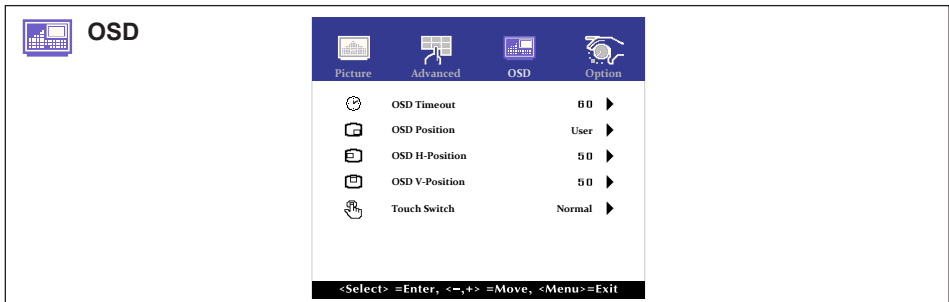 OSD
Picture Advanced OSD Option
OSD Timeout 60
OSD Position User
OSD H-Position 50
OSD V-Position 50
Touch Switch Normal
<Select> =Enter, <−,+> =Move, <Menu>=Exit